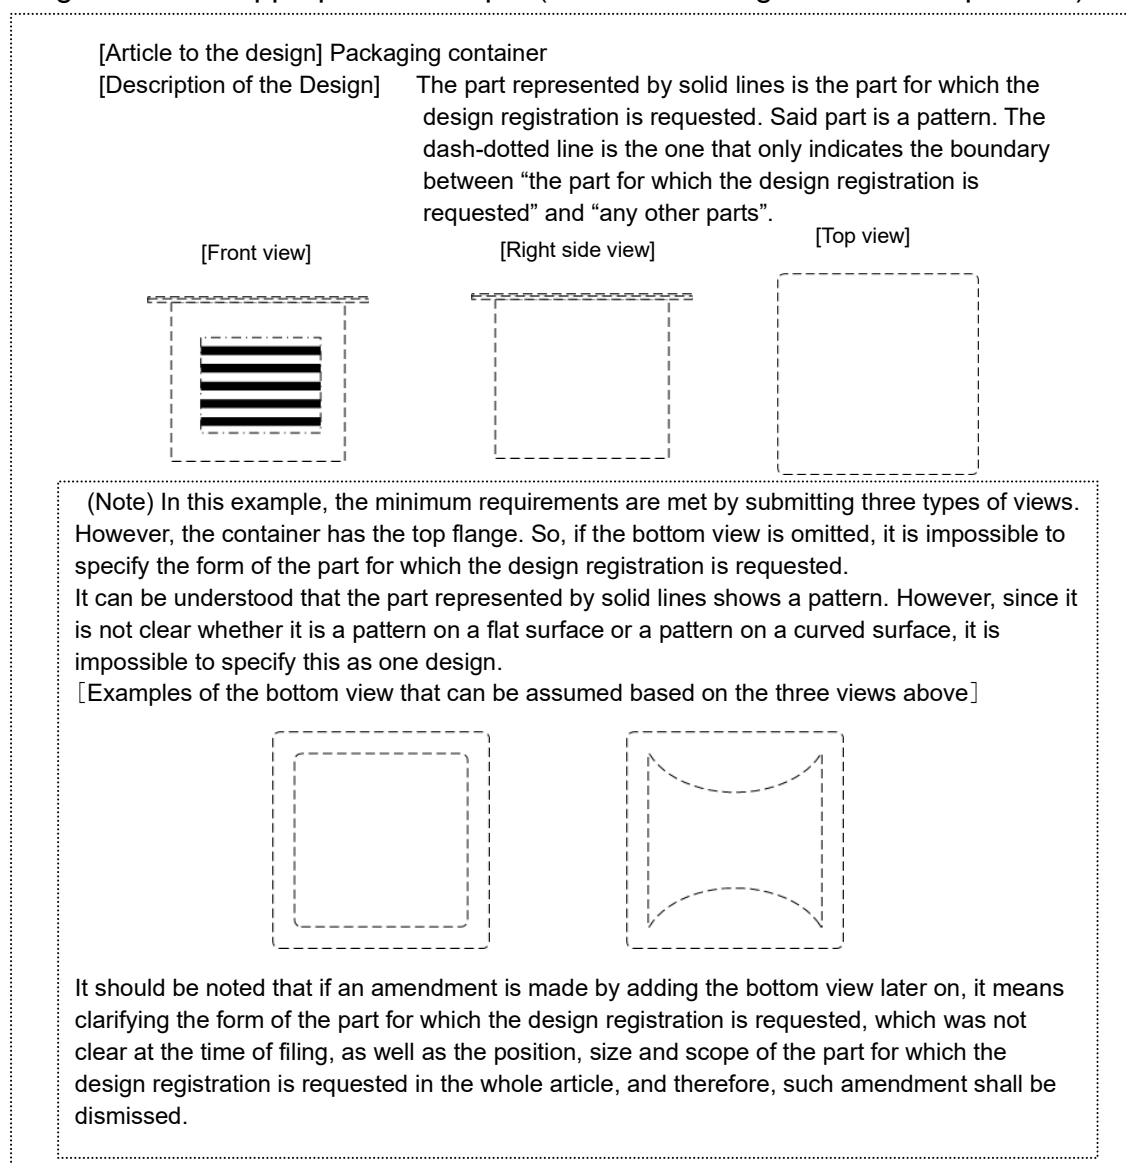 [Article to the design] Packaging container
[Description of the Design] The part represented by solid lines is the part for which the
design registration is requested. Said part is a pattern. The
dash-dotted line is the one that only indicates the boundary
between “the part for which the design registration is
requested” and “any other parts”.
[Front view] [Right side view] [Top view]
(Note) In this example, the minimum requirements are met by submitting three types of views.
However, the container has the top flange. So, if the bottom view is omitted, it is impossible to
specify the form of the part for which the design registration is requested.
It can be understood that the part represented by solid lines shows a pattern. However, since it
is not clear whether it is a pattern on a flat surface or a pattern on a curved surface, it is
impossible to specify this as one design.
［Examples of the bottom view that can be assumed based on the three views above］
It should be noted that if an amendment is made by adding the bottom view later on, it means
clarifying the form of the part for which the design registration is requested, which was not
clear at the time of filing, as well as the position, size and scope of the part for which the
design registration is requested in the whole article, and therefore, such amendment shall be
dismissed.